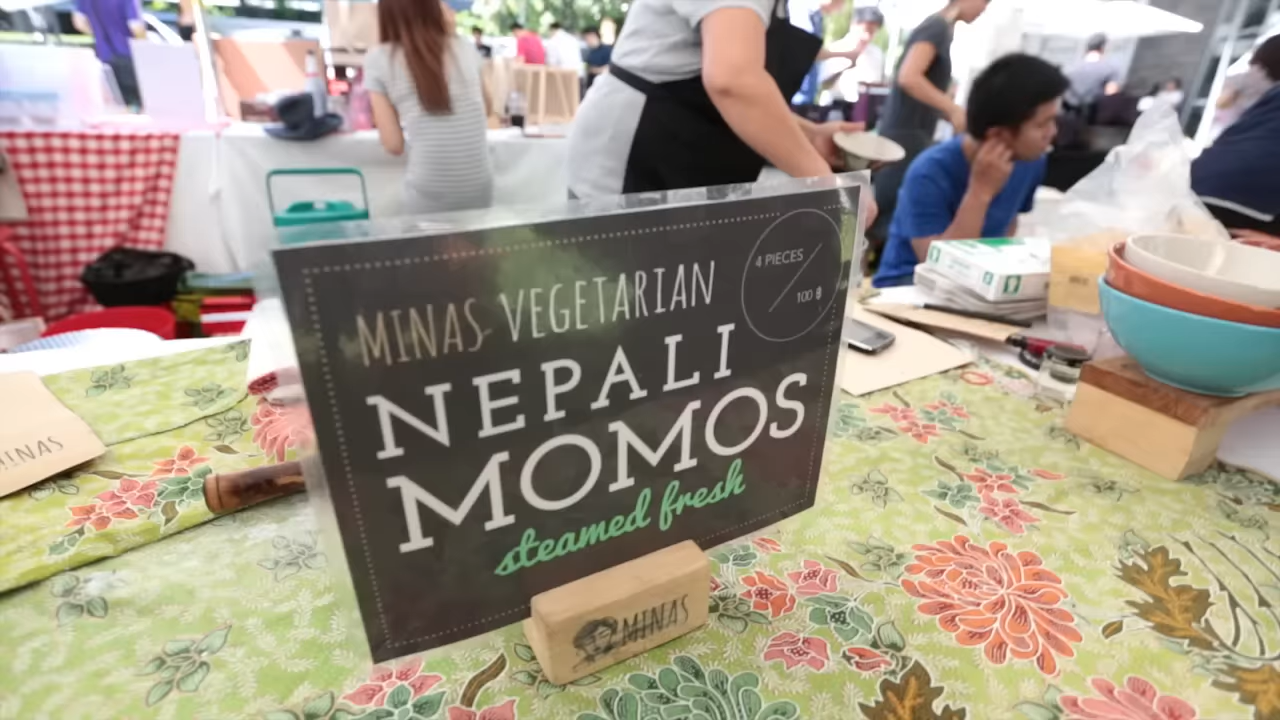 MINAS VEGETARIAN
4 PIECES
100 ฿
NEPALI
MOMOS
steamed fresh
MINAS
MINAS